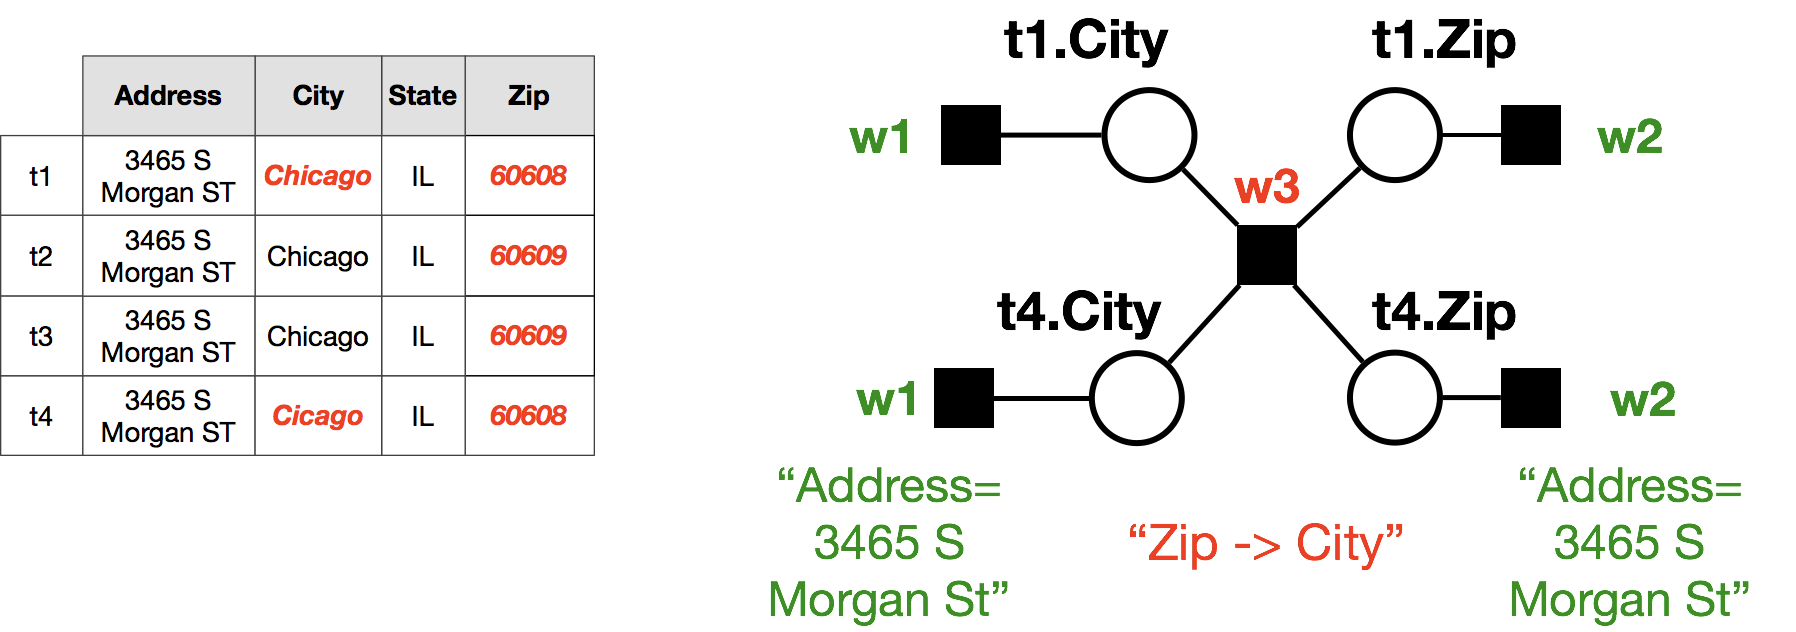 Address City State Zip
t1 3465 S Morgan ST Chicago IL 60608
t2 3465 S Morgan ST Chicago IL 60609
t3 3465 S Morgan ST Chicago IL 60609
t4 3465 S Morgan ST Cicago IL 60608
t1.City t1.Zip
w1 w2
w3
t4.City t4.Zip
w1 w2
“Address=
3465 S
Morgan St”
“Zip -> City”
“Address=
3465 S
Morgan St”